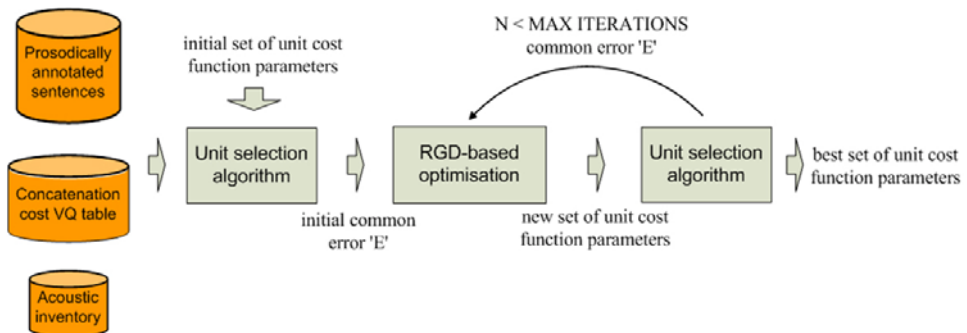 Prosodically
annotated
sentences
Concatenation
cost VQ table
Acoustic
inventory
initial set of unit cost
function parameters
Unit selection
algorithm
initial common
error 'E'
RGD-based
optimisation
N < MAX ITERATIONS
common error 'E'
new set of unit cost
function parameters
Unit selection
algorithm
best set of unit cost
function parameters